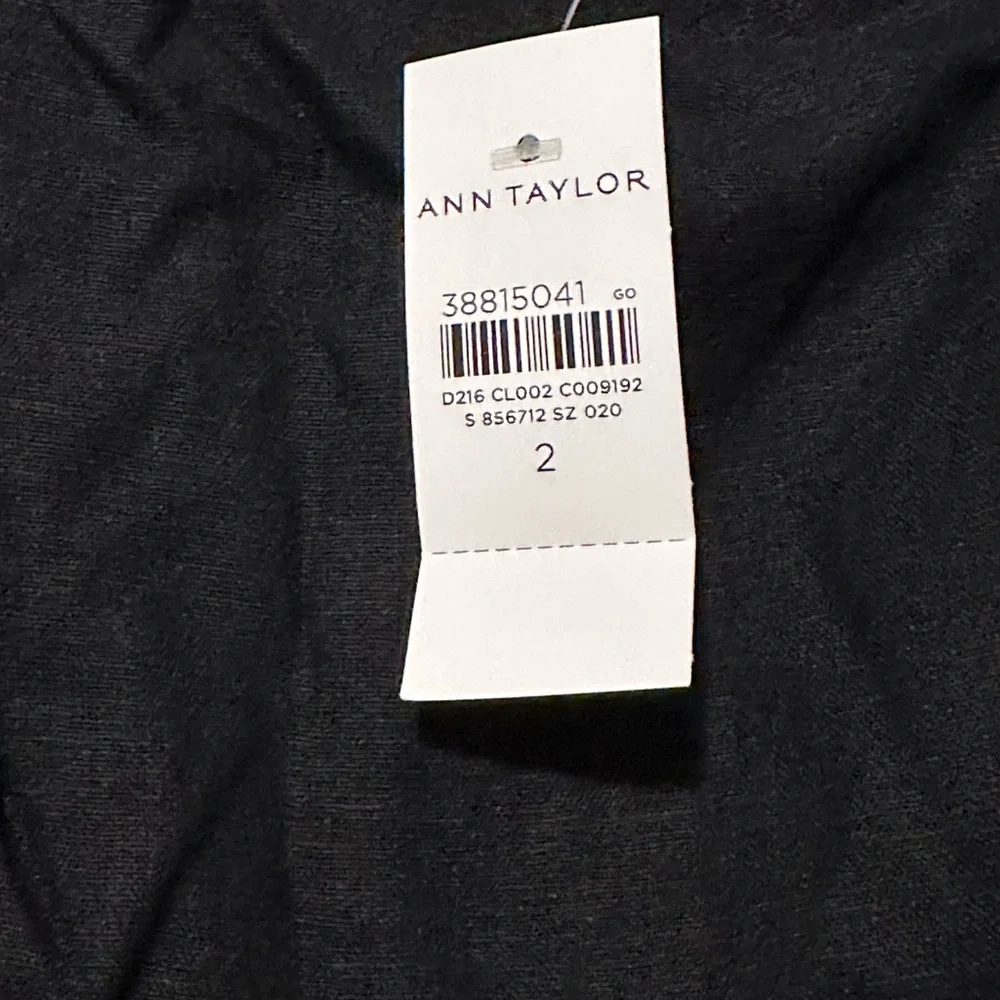 ANN TAYLOR
38815041 GO
D216 CL002 C009192
S 856712 SZ 020
2